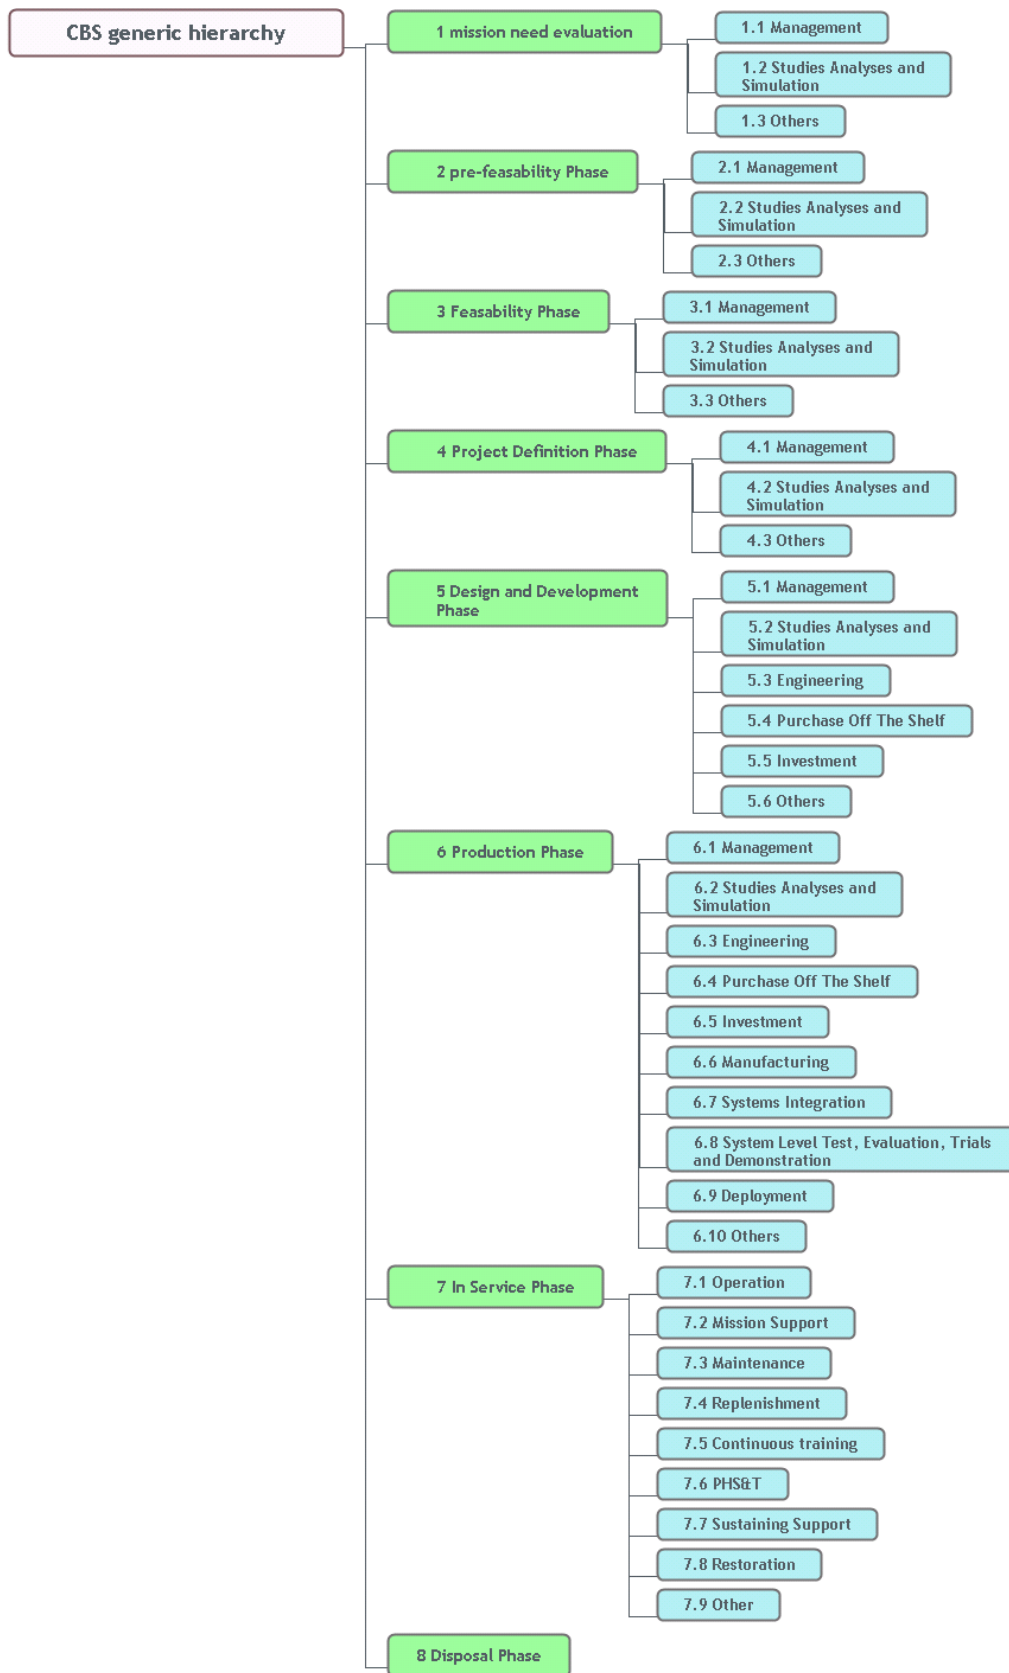 CBS generic hierarchy
1 mission need evaluation
1.1 Management
1.2 Studies Analyses and
Simulation
1.3 Others
2 pre-feasability Phase
2.1 Management
2.2 Studies Analyses and
Simulation
2.3 Others
3 Feasability Phase
3.1 Management
3.2 Studies Analyses and
Simulation
3.3 Others
4 Project Definition Phase
4.1 Management
4.2 Studies Analyses and
Simulation
4.3 Others
5 Design and Development
Phase
5.1 Management
5.2 Studies Analyses and
Simulation
5.3 Engineering
5.4 Purchase Off The Shelf
5.5 Investment
5.6 Others
6 Production Phase
6.1 Management
6.2 Studies Analyses and
Simulation
6.3 Engineering
6.4 Purchase Off The Shelf
6.5 Investment
6.6 Manufacturing
6.7 Systems Integration
6.8 System Level Test, Evaluation, Trials
and Demonstration
6.9 Deployment
6.10 Others
7 In Service Phase
7.1 Operation
7.2 Mission Support
7.3 Maintenance
7.4 Replenishment
7.5 Continuous training
7.6 PHS&T
7.7 Sustaining Support
7.8 Restoration
7.9 Other
8 Disposal Phase